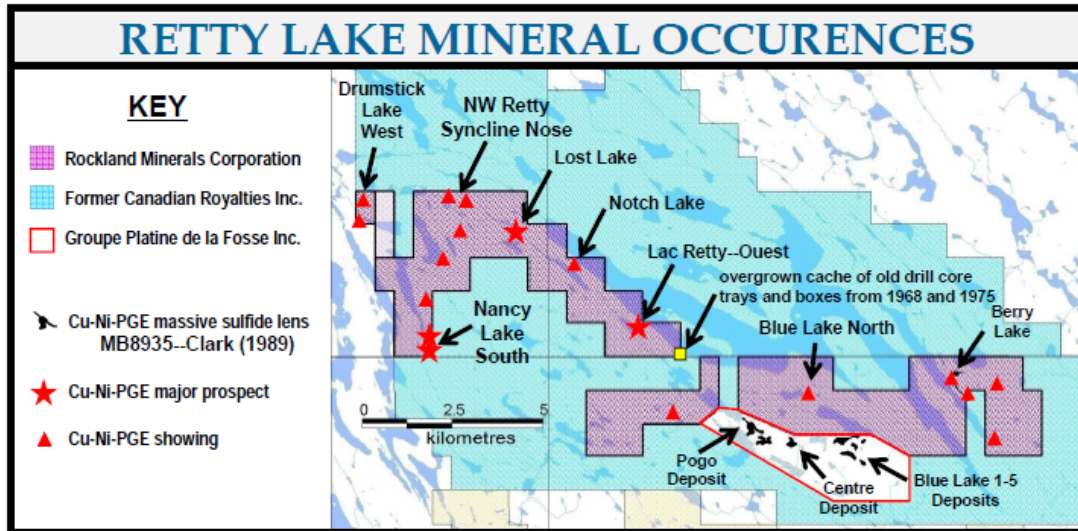 RETTY LAKE MINERAL OCCURENCES
KEY
Rockland Minerals Corporation
Former Canadian Royalties Inc.
Groupe Platine de la Fosse Inc.
Cu-Ni-PGE massive sulfide lens
MB8935--Clark (1989)
Cu-Ni-PGE major prospect
Cu-Ni-PGE showing
Drumstick
Lake
West
NW Retty
Syncline Nose
Lost Lake
Notch Lake
Lac Retty--Ouest
overgrown cache of old drill core
trays and boxes from 1968 and 1975
Nancy
Lake
South
Blue Lake North
Berry
Lake
0 2.5 5
kilometres
Pogo
Deposit
Centre
Deposit
Blue Lake 1-5
Deposits